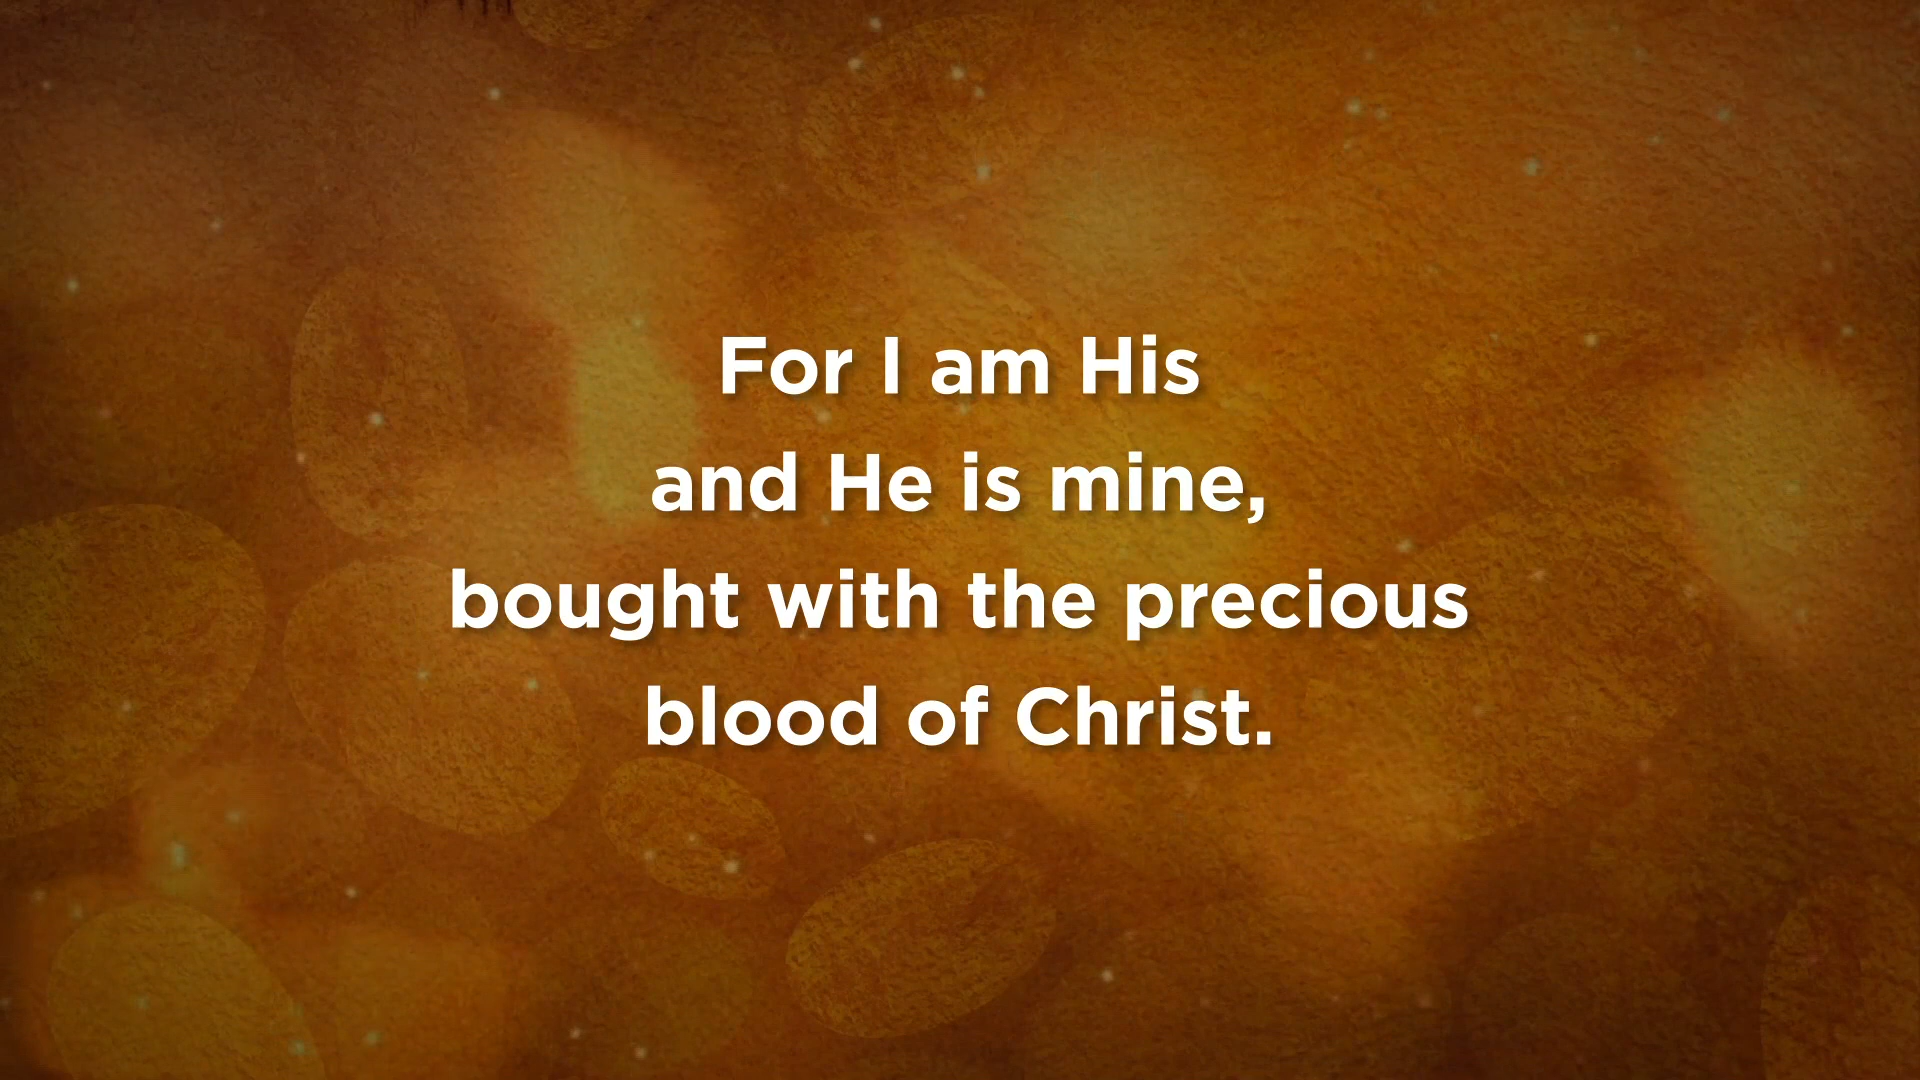 For I am His
and He is mine,
bought with the precious
blood of Christ.